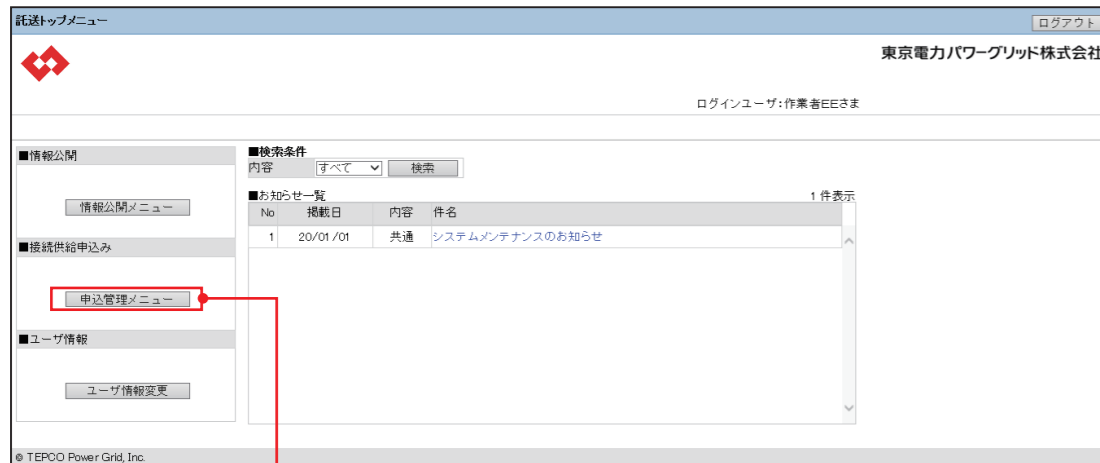 託送トップメニュー
ログアウト
東京電力パワーグリッド株式会社
ログインユーザ:作業者EEさま
■情報公開
情報公開メニュー
■接続供給申込み
申込管理メニュー
■ユーザ情報
ユーザ情報変更
■検索条件
内容 すべて 検索
■お知らせ一覧 1 件表示
No 掲載日 内容 件名
1 20/01/01 共通 システムメンテナンスのお知らせ
© TEPCO Power Grid, Inc.